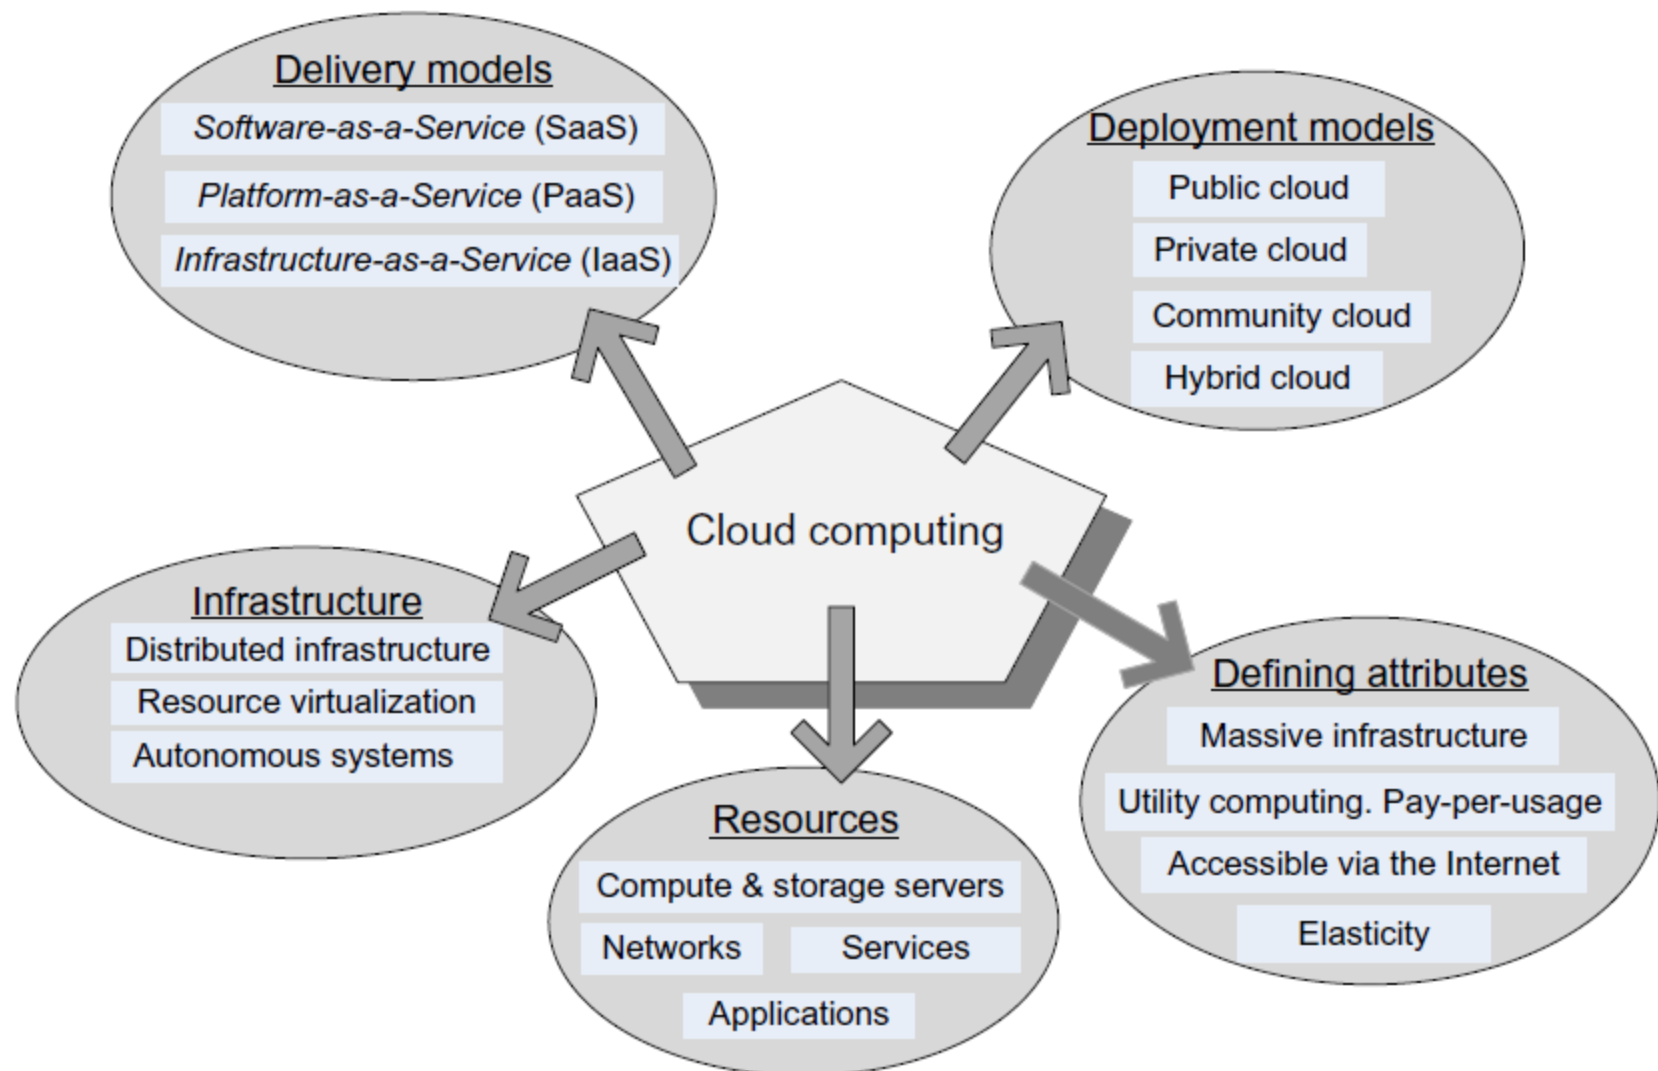 Delivery models
Software-as-a-Service (SaaS)
Platform-as-a-Service (PaaS)
Infrastructure-as-a-Service (IaaS)
Deployment models
Public cloud
Private cloud
Community cloud
Hybrid cloud
Cloud computing
Infrastructure
Distributed infrastructure
Resource virtualization
Autonomous systems
Resources
Compute & storage servers
Networks Services
Applications
Defining attributes
Massive infrastructure
Utility computing. Pay-per-usage
Accessible via the Internet
Elasticity